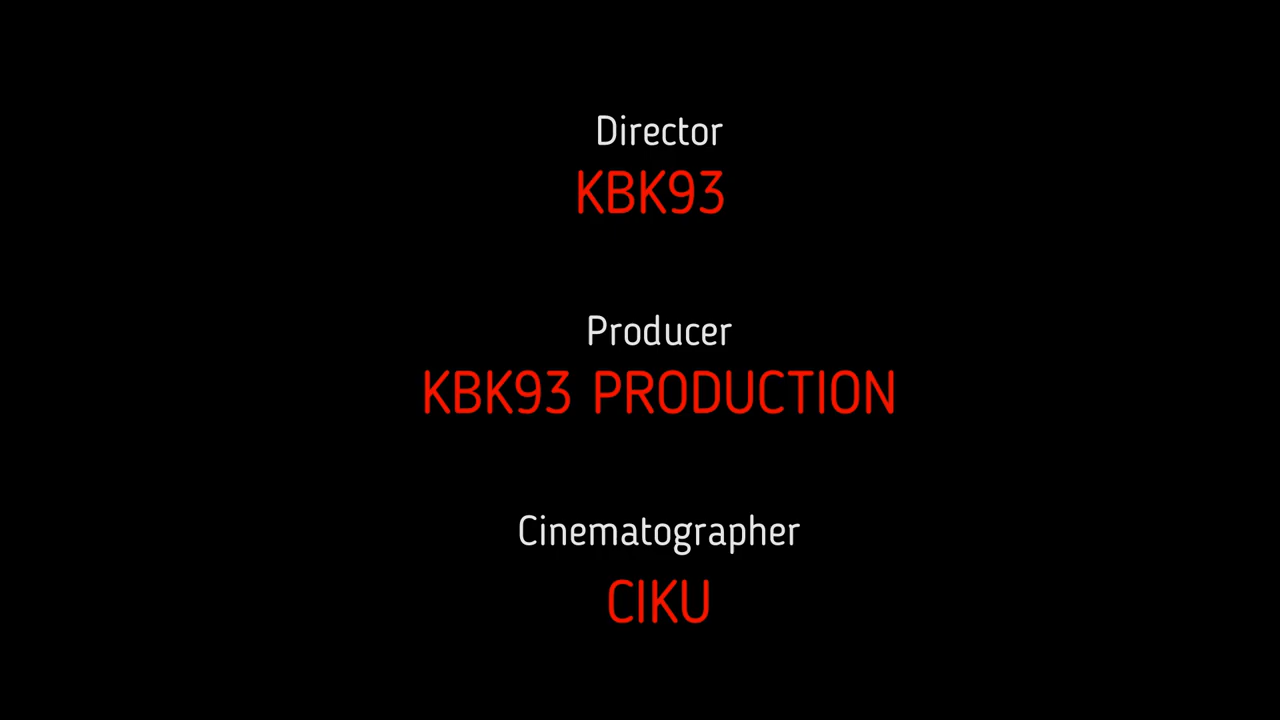 Director
KBK93
Producer
KBK93 PRODUCTION
Cinematographer
CIKU